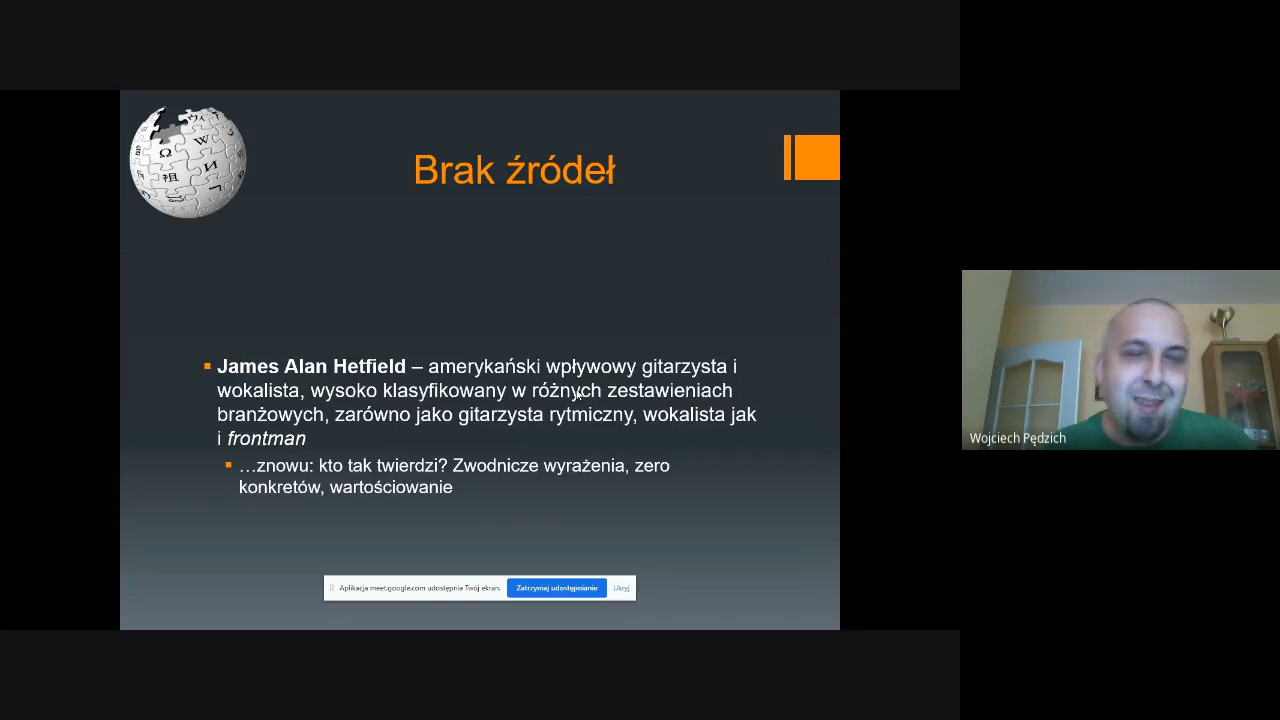 Brak źródeł
James Alan Hetfield – amerykański wpływowy gitarzysta i
wokalista, wysoko klasyfikowany w różnych zestawieniach
branżowych, zarówno jako gitarzysta rytmiczny, wokalista jak
i frontman
…znowu: kto tak twierdzi? Zwodnicze wyrażenia, zero
konkretów, wartościowanie
Aplikacja meet.google.com udostępnia Twój ekran. Zatrzymaj udostępnianie Ukryj
Wojciech Pędzich
Ω W И
祖